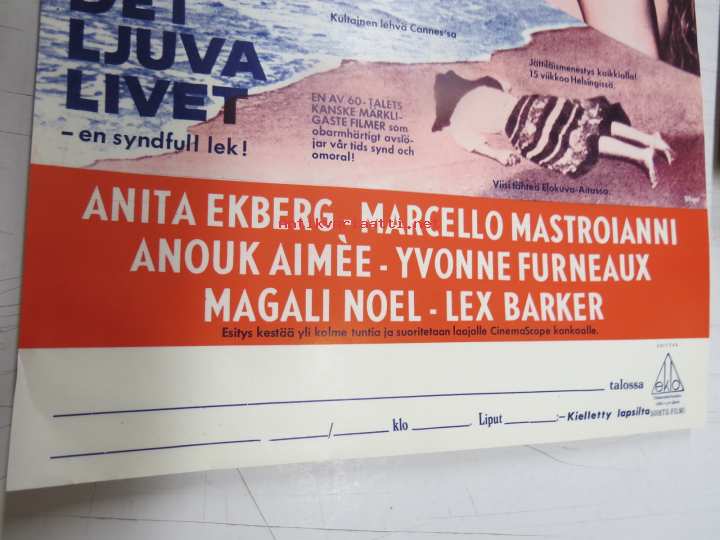 Kultainen lehvä Cannes'sa
DET
LJUVA
LIVET
– en syndfull lek!
Jättiläismenestys kaikkialla!
15 viikkoa Helsingissä.
EN AV 60-TALETS
KANSKE MÄRKLI-
GASTE FILMER som
obarmhärtigt avslö-
jar vår tids synd och
omoral!
Viisi tähteä Elokuva-Aitassa.
ANITA EKBERG - MARCELLO MASTROIANNI
ANOUK AIMÈE - YVONNE FURNEAUX
MAGALI NOEL - LEX BARKER
Esitys kestää yli kolme tuntia ja suoritetaan laajalle CinemaScope kankaalle.
talossa
ekla
/ klo Liput :- Kielletty lapsilta